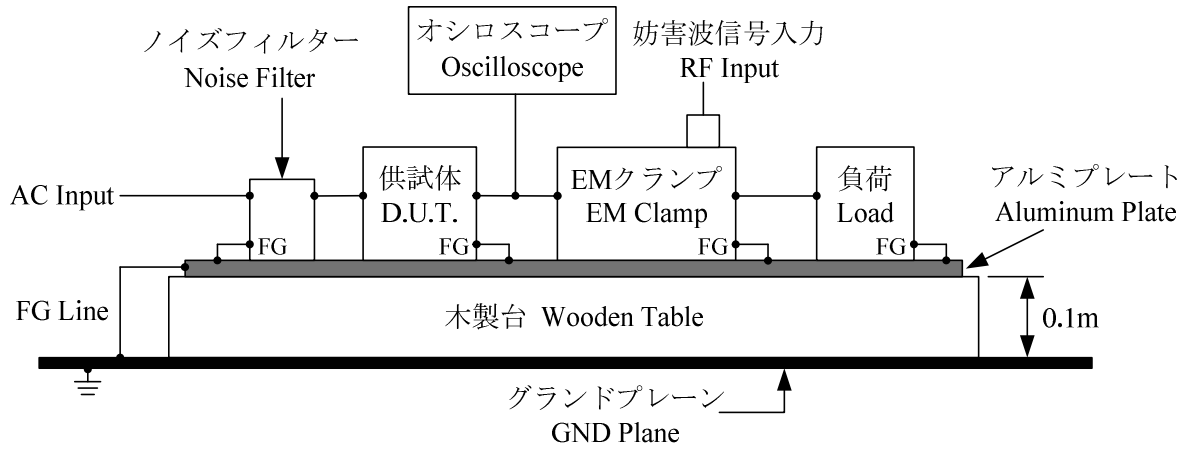 ノイズフィルター
Noise Filter
オシロスコープ
Oscilloscope
妨害波信号入力
RF Input
AC Input
供試体
D.U.T.
EMクランプ
EM Clamp
負荷
Load
アルミプレート
Aluminum Plate
FG
FG
FG
FG
FG Line
木製台 Wooden Table
0.1m
グランドプレーン
GND Plane